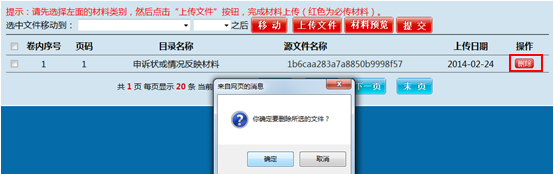 提示：请先选择左面的材料类别，然后点击“上传文件”按钮，完成材料上传（红色为必传材料）。
选中文件移动到： 之后 移 动 上传文件 材料预览 提 交
卷内序号 页码 目录名称 源文件名称 上传日期 操作
1 1 申诉状或情况反映材料 1b6caa283a7a8850b9998f57 2014-02-24 删除
共 1 页 每页显示 20 条 当前 下一页 末 页
来自网页的消息
你确定要删除所选的文件？
确定 取消